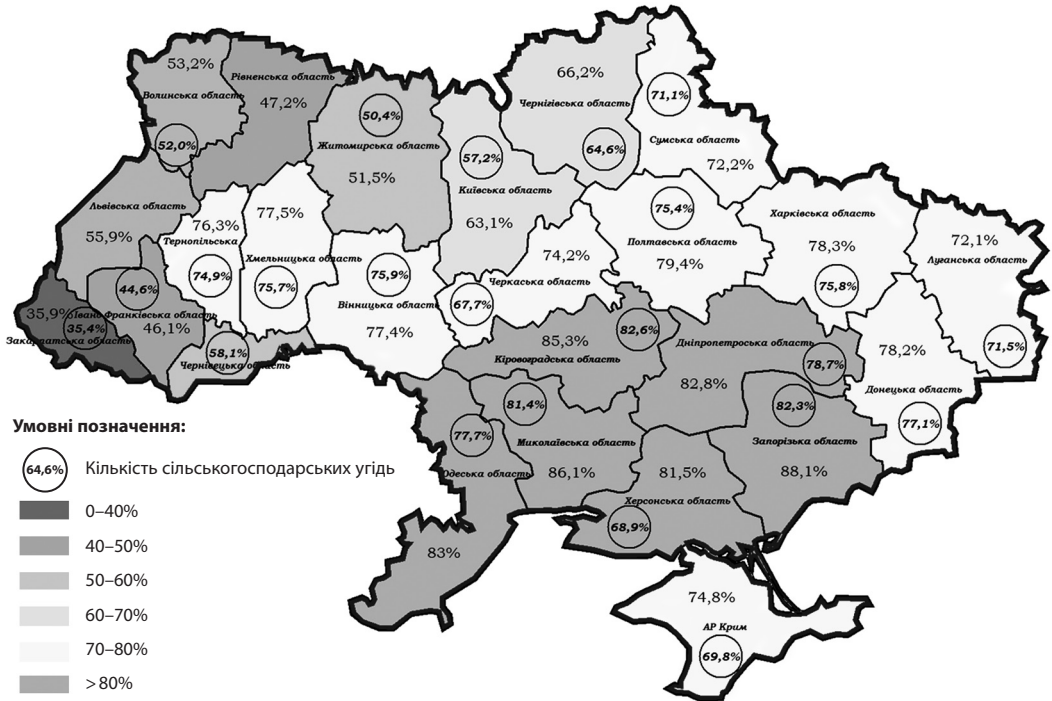 53,2%
Волинська область
52,0%
Рівненська область
47,2%
50,4%
Житомирська область
51,5%
57,2%
Київська область
63,1%
66,2%
Чернігівська область
64,6%
71,1%
Сумська область
72,2%
Львівська область
55,9%
76,3%
Тернопільська
74,9%
77,5%
Хмельницька область
75,7%
75,9%
Вінницька область
77,4%
74,2%
Черкаська область
67,7%
75,4%
Полтавська область
79,4%
Харківська область
78,3%
75,8%
72,1%
Луганська область
71,5%
44,6%
Івано-Франківська область
46,1%
35,9%
35,4%
Закарпатська область
58,1%
Чернівецька область
85,3%
82,6%
Кіровоградська область
Дніпропетроська область
78,7%
82,8%
78,2%
Донецька область
77,1%
81,4%
Миколаївська область
86,1%
82,3%
Запорізька область
88,1%
77,7%
Одеська область
83%
81,5%
Херсонська область
68,9%
74,8%
АР Крим
69,8%
Умовні позначення:
64,6% Кількість сільськогосподарських угідь
0–40%
40–50%
50–60%
60–70%
70–80%
>80%